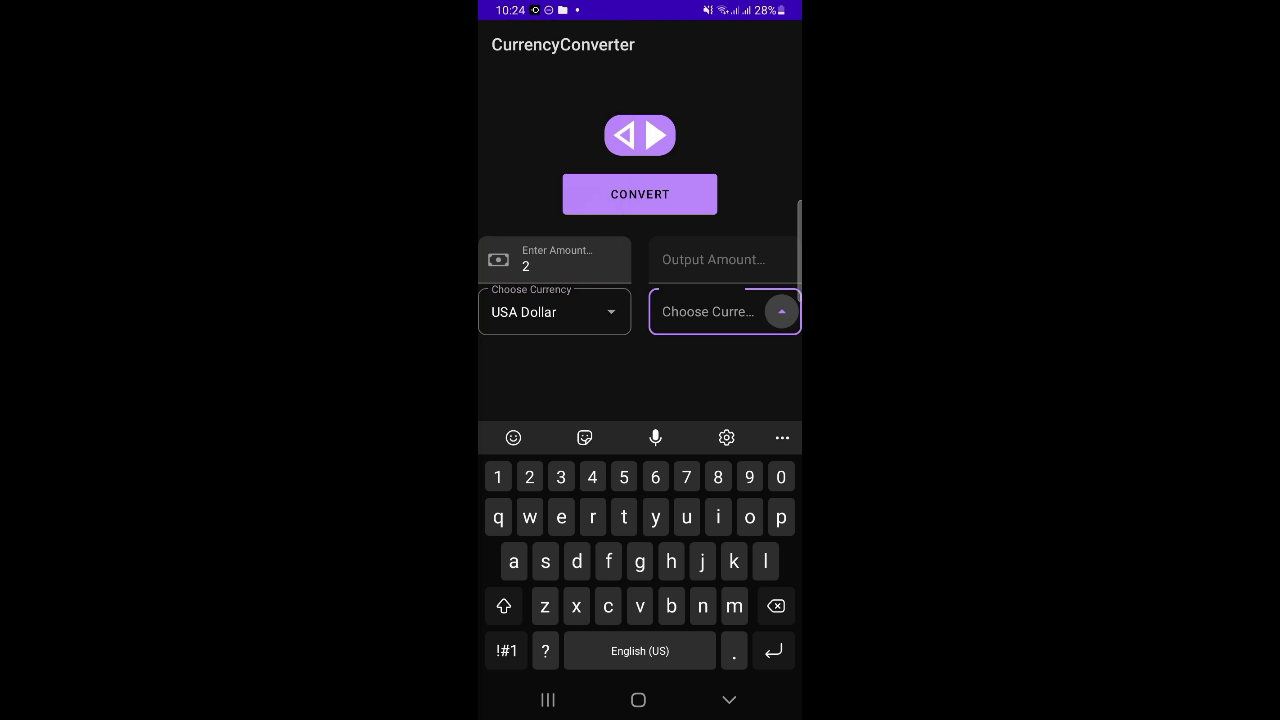 10:24 28%
CurrencyConverter
CONVERT
Enter Amount...
2
Output Amount...
Choose Currency
USA Dollar
Choose Curre...
1 2 3 4 5 6 7 8 9 0
q w e r t y u i o p
a s d f g h j k l
z x c v b n m
!#1 ? English (US) .